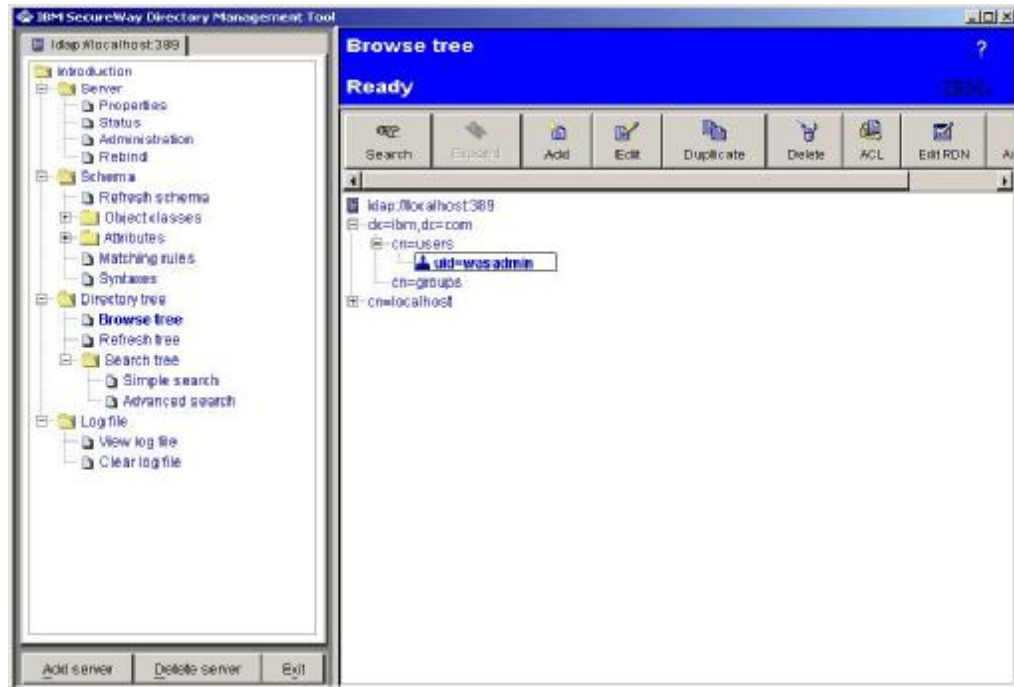 IBM SecureWay Directory Management Tool
ldap://localhost:389
Introduction
Server
Properties
Status
Administration
Rebind
Schema
Refresh schema
Object classes
Attributes
Matching rules
Syntaxes
Directory tree
Browse tree
Refresh tree
Search tree
Simple search
Advanced search
Log file
View log file
Clear log file
Add server
Delete server
Exit
Browse tree
?
Ready
IBM
Search
Expand
Add
Edit
Duplicate
Delete
ACL
Edit RDN
ldap://localhost:389
dc=ibm,dc=com
cn=users
uid=wasadmin
cn=groups
cn=localhost